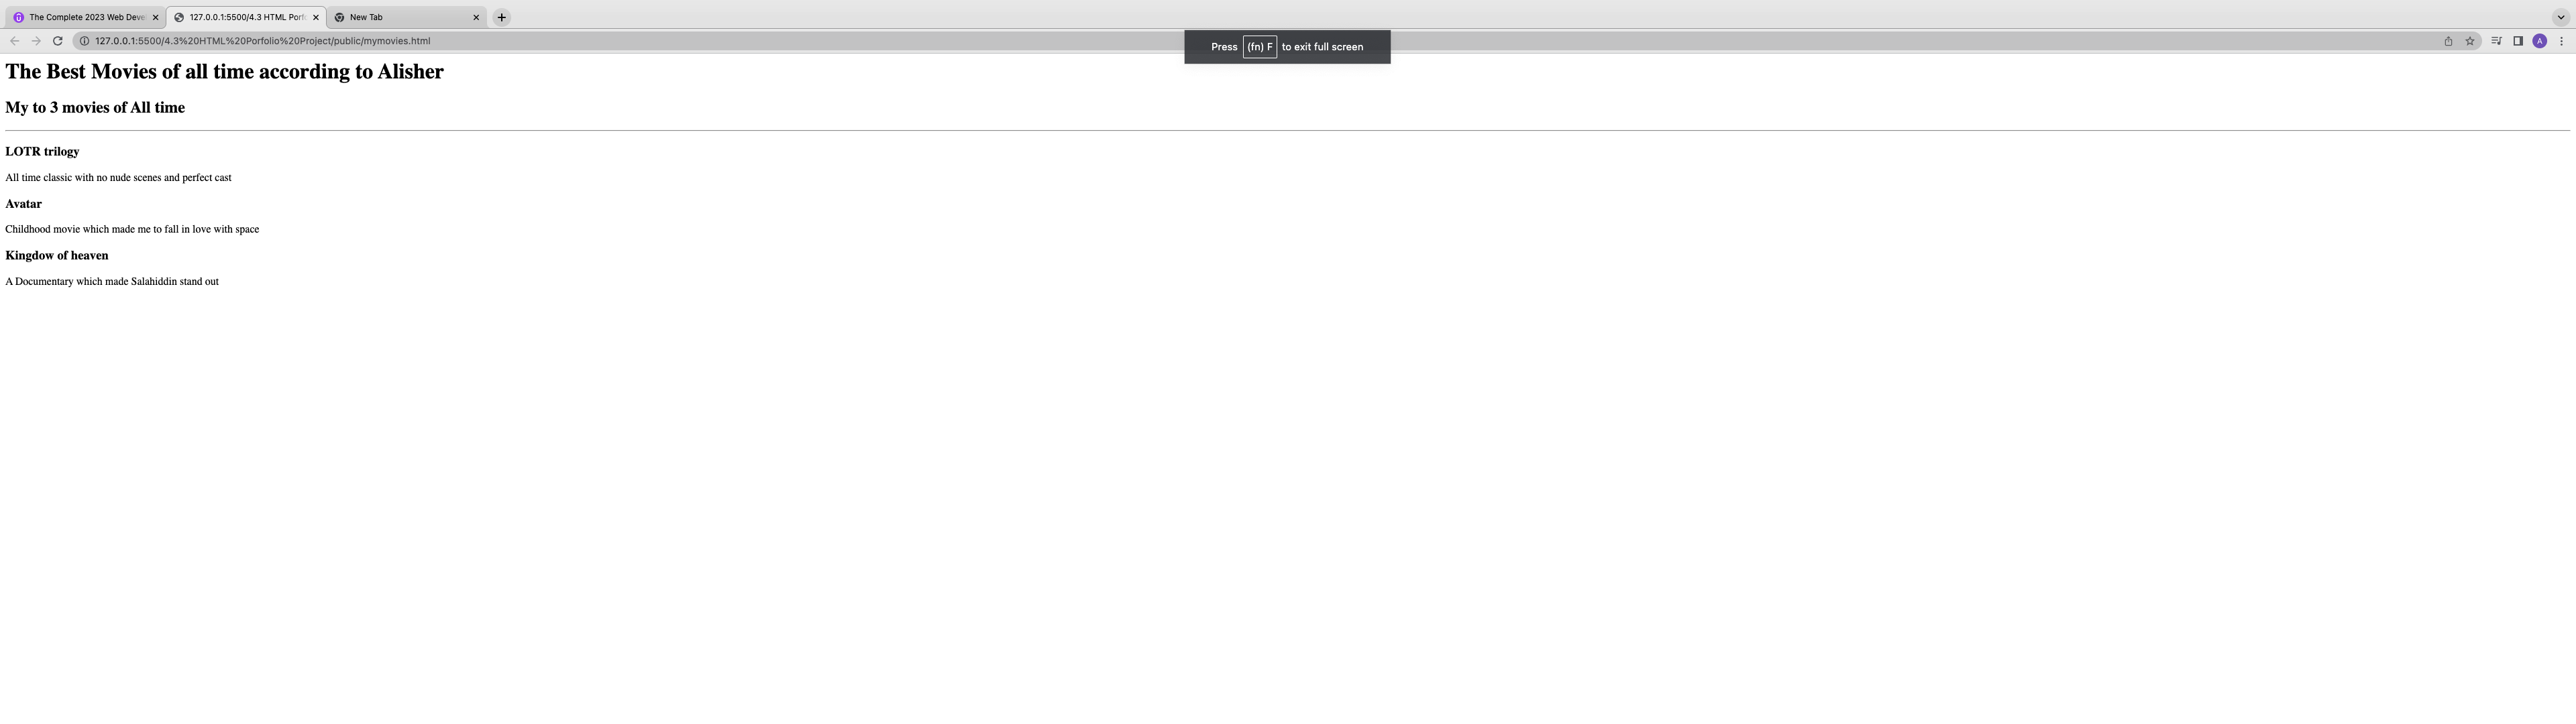 The Complete 2023 Web Deve
127.0.0.1:5500/4.3 HTML Porf
New Tab
127.0.0.1:5500/4.3%20HTML%20Porfolio%20Project/public/mymovies.html
A
Press (fn) F to exit full screen
The Best Movies of all time according to Alisher
My to 3 movies of All time
LOTR trilogy
All time classic with no nude scenes and perfect cast
Avatar
Childhood movie which made me to fall in love with space
Kingdow of heaven
A Documentary which made Salahiddin stand out